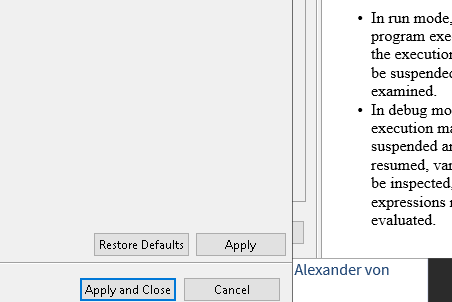 Restore Defaults
Apply
Apply and Close
Cancel
• In run mode,
program exe
the execution
be suspended
examined.
• In debug mo
execution ma
suspended an
resumed, var
be inspected,
expressions
evaluated.
Alexander von